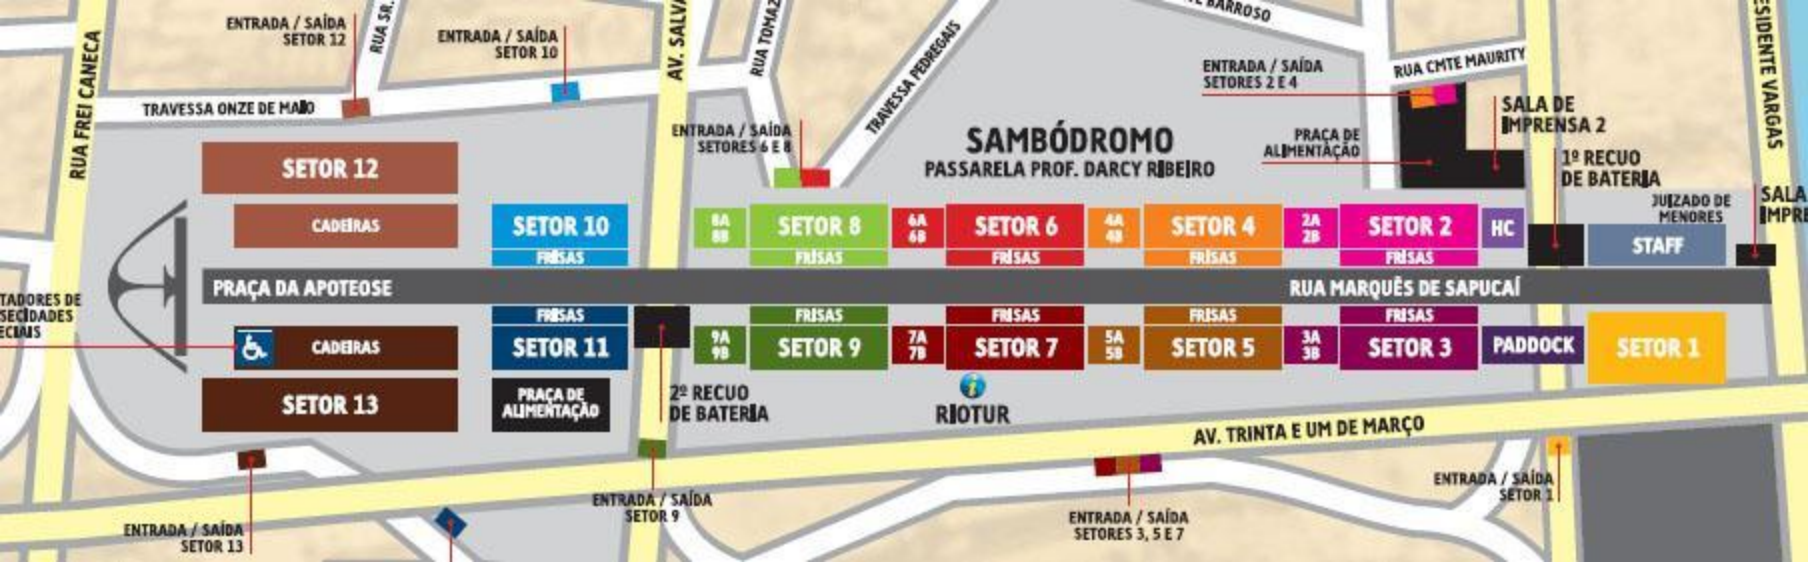 ENTRADA / SAÍDA
SETOR 12
RUA SR.
ENTRADA / SAÍDA
SETOR 10
AV. SALVA
RUA TOMAZ
TRAVESSA PEDREGAIS
BARROSO
RUA FREI CANECA
TRAVESSA ONZE DE MAIO
ENTRADA / SAÍDA
SETORES 6 E 8
SAMBÓDROMO
PASSARELA PROF. DARCY RIBEIRO
ENTRADA / SAÍDA
SETORES 2 E 4
RUA CMTE MAURITY
PRAÇA DE
ALIMENTAÇÃO
SALA DE
IMPRENSA 2
1º RECUO
DE BATERIA
ESIDENTE VARGAS
JUIZADO DE
MENORES
SALA
IMPRE
SETOR 12
CADEIRAS
SETOR 10
FRISAS
8A
8B
SETOR 8
FRISAS
6A
6B
SETOR 6
FRISAS
4A
4B
SETOR 4
FRISAS
2A
2B
SETOR 2
FRISAS
HC
STAFF
PRAÇA DA APOTEOSE
RUA MARQUÊS DE SAPUCAÍ
TADORES DE
SECIDADES
ECIAIS
CADEIRAS
SETOR 13
FRISAS
SETOR 11
PRAÇA DE
ALIMENTAÇÃO
2º RECUO
DE BATERIA
9A
9B
FRISAS
SETOR 9
7A
7B
FRISAS
SETOR 7
5A
5B
FRISAS
SETOR 5
3A
3B
FRISAS
SETOR 3
PADDOCK
SETOR 1
i
RIOTUR
AV. TRINTA E UM DE MARÇO
ENTRADA / SAÍDA
SETOR 13
ENTRADA / SAÍDA
SETOR 9
ENTRADA / SAÍDA
SETORES 3, 5 E 7
ENTRADA / SAÍDA
SETOR 1